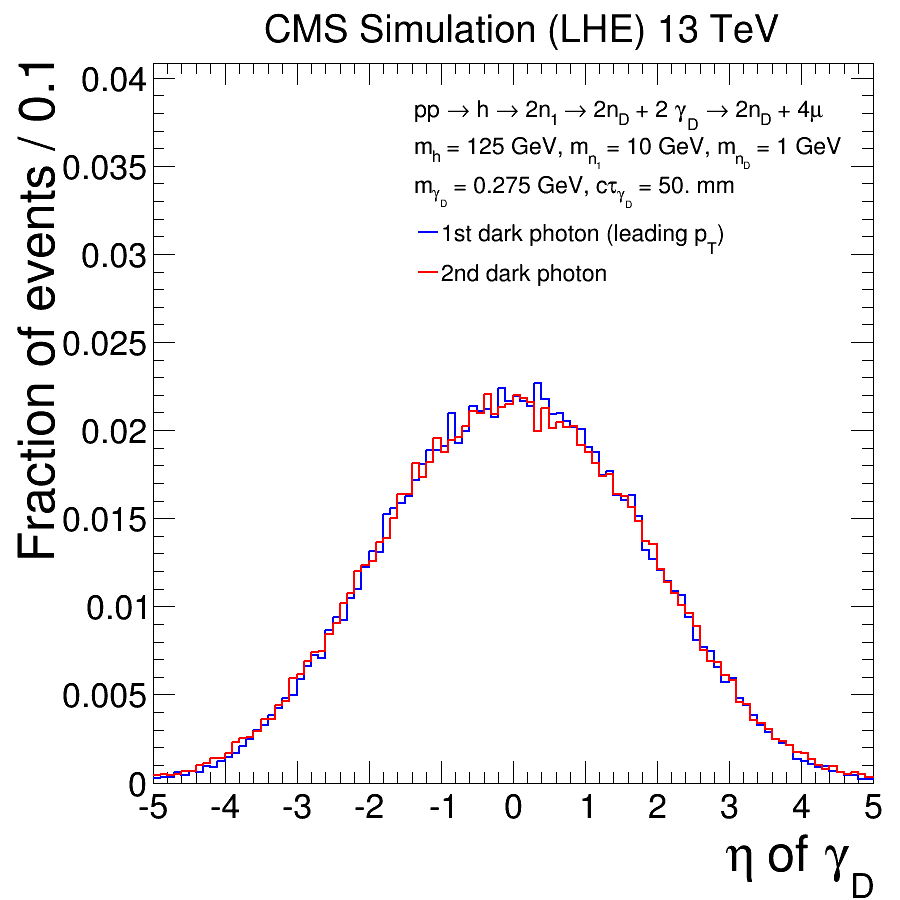 CMS Simulation (LHE) 13 TeV
Fraction of events / 0.1
0.04
0.035
0.03
0.025
0.02
0.015
0.01
0.005
0
pp → h → 2n₁ → 2n_D + 2 γ_D → 2n_D + 4μ
m_h = 125 GeV, m_n₁ = 10 GeV, m_n_D = 1 GeV
m_γ_D = 0.275 GeV, cτ_γ_D = 50. mm
1st dark photon (leading p_T)
2nd dark photon
-5 -4 -3 -2 -1 0 1 2 3 4 5
η of γ_D